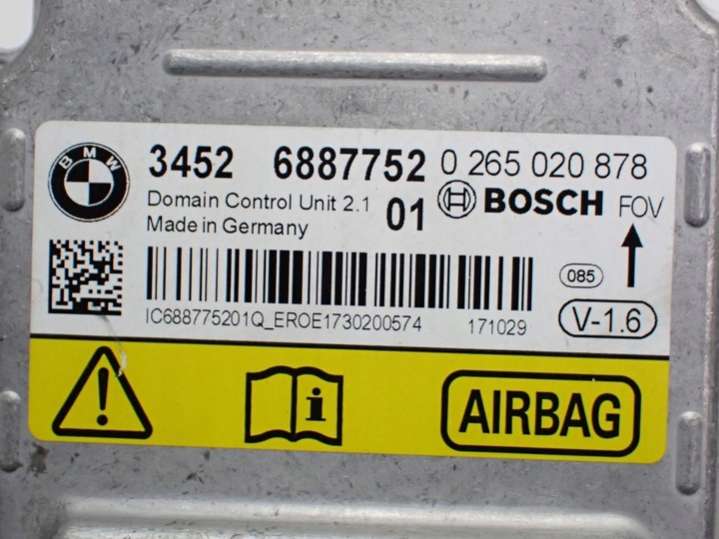 BMW
3452 6887752 0 265 020 878
Domain Control Unit 2.1 01 BOSCH FOV
Made in Germany
085
IC688775201Q_EROE1730200574 171029 V-1.6
i AIRBAG